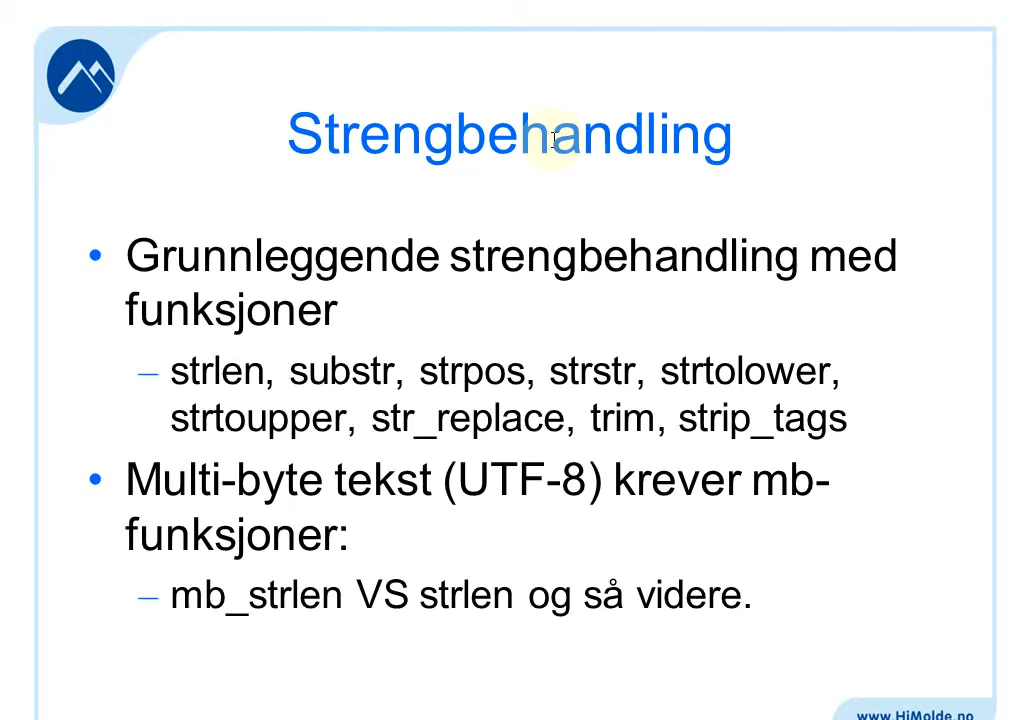 Strengbehandling
• Grunnleggende strengbehandling med
funksjoner
– strlen, substr, strpos, strstr, strtolower,
strtoupper, str_replace, trim, strip_tags
• Multi-byte tekst (UTF-8) krever mb-
funksjoner:
– mb_strlen VS strlen og så videre.
www.HiMolde.no